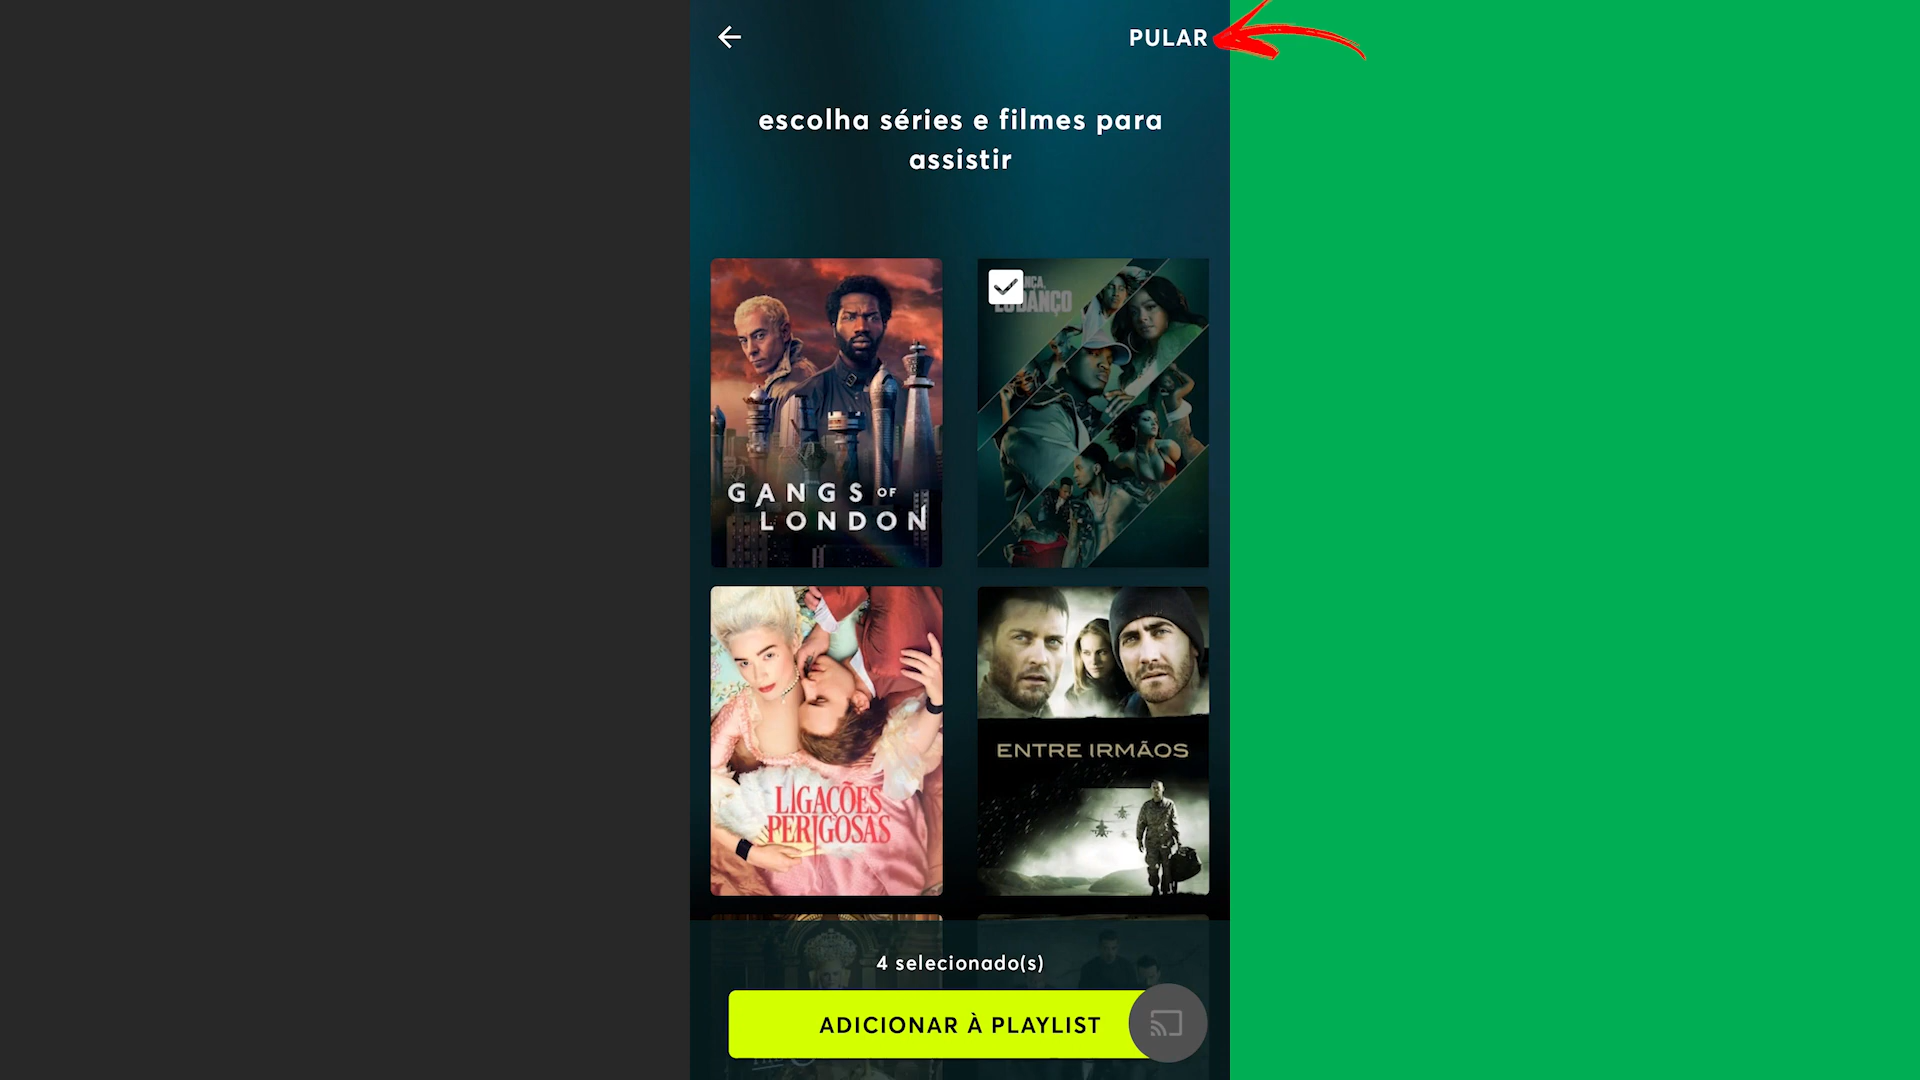 PULAR
escolha séries e filmes para
assistir
GANGS OF
LONDON
LIGAÇÕES
PERIGOSAS
ENTRE IRMÃOS
4 selecionado(s)
ADICIONAR À PLAYLIST